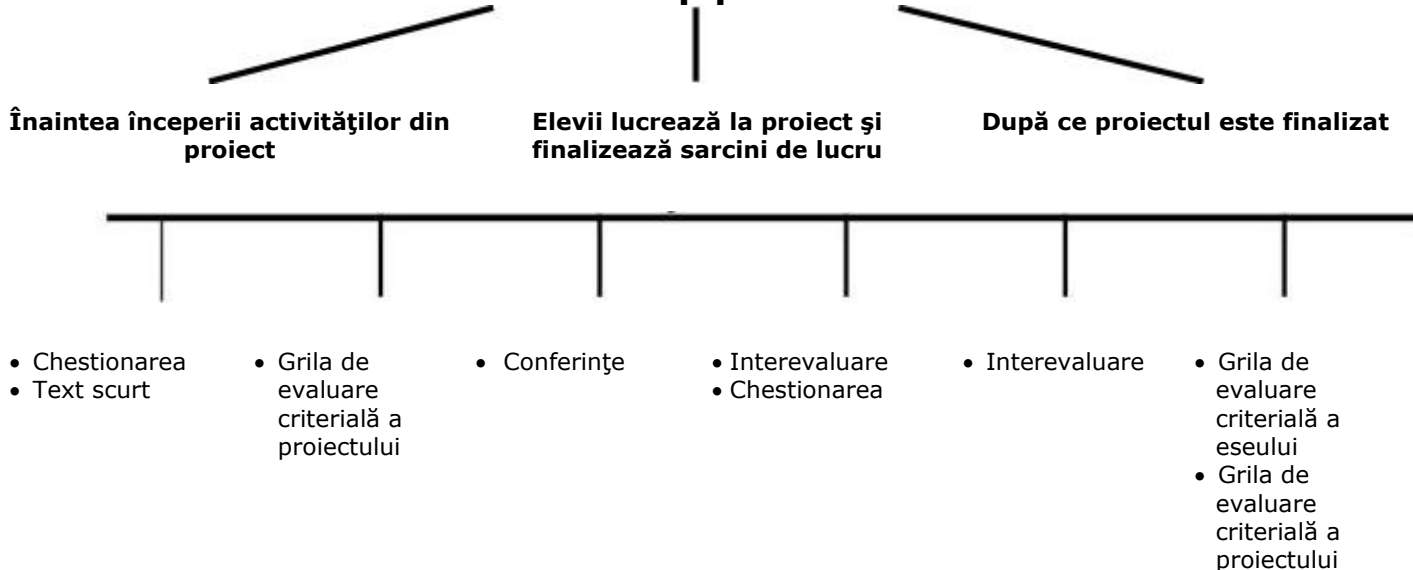 Înaintea începerii activităţilor din
proiect
Elevii lucrează la proiect şi
finalizează sarcini de lucru
După ce proiectul este finalizat
• Chestionarea
• Text scurt
• Grila de
evaluare
criterială a
proiectului
• Conferinţe
• Interevaluare
• Chestionarea
• Interevaluare
• Grila de
evaluare
criterială a
eseului
• Grila de
evaluare
criterială a
proiectului